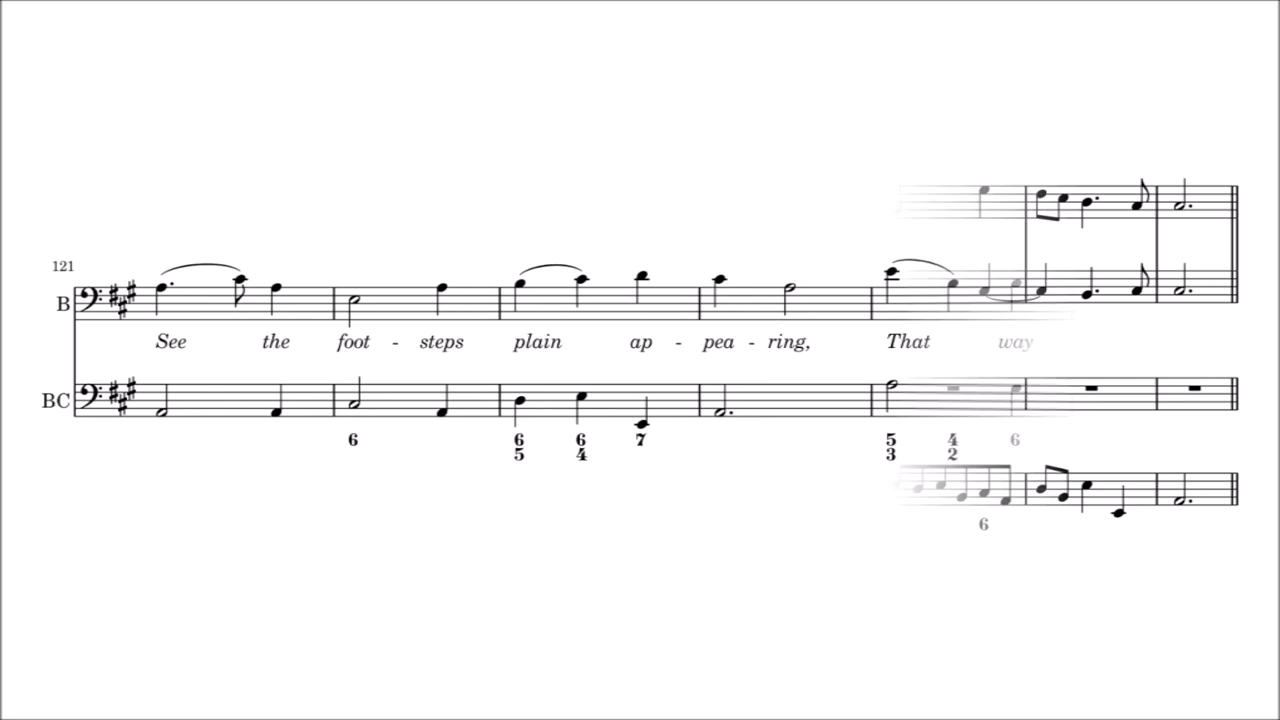 121
B
See the foot - steps plain ap - pea - ring, That way
BC
6 6 6 7 5 4 6
5 4 3 2
6